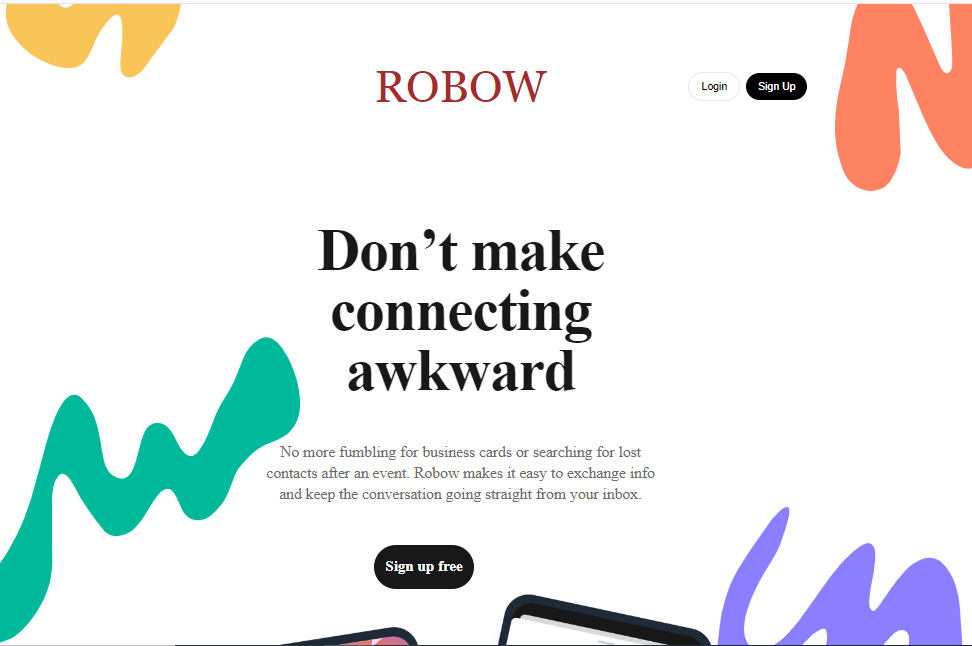 ROBOW
Login
Sign Up
Don’t make
connecting
awkward
No more fumbling for business cards or searching for lost
contacts after an event. Robow makes it easy to exchange info
and keep the conversation going straight from your inbox.
Sign up free